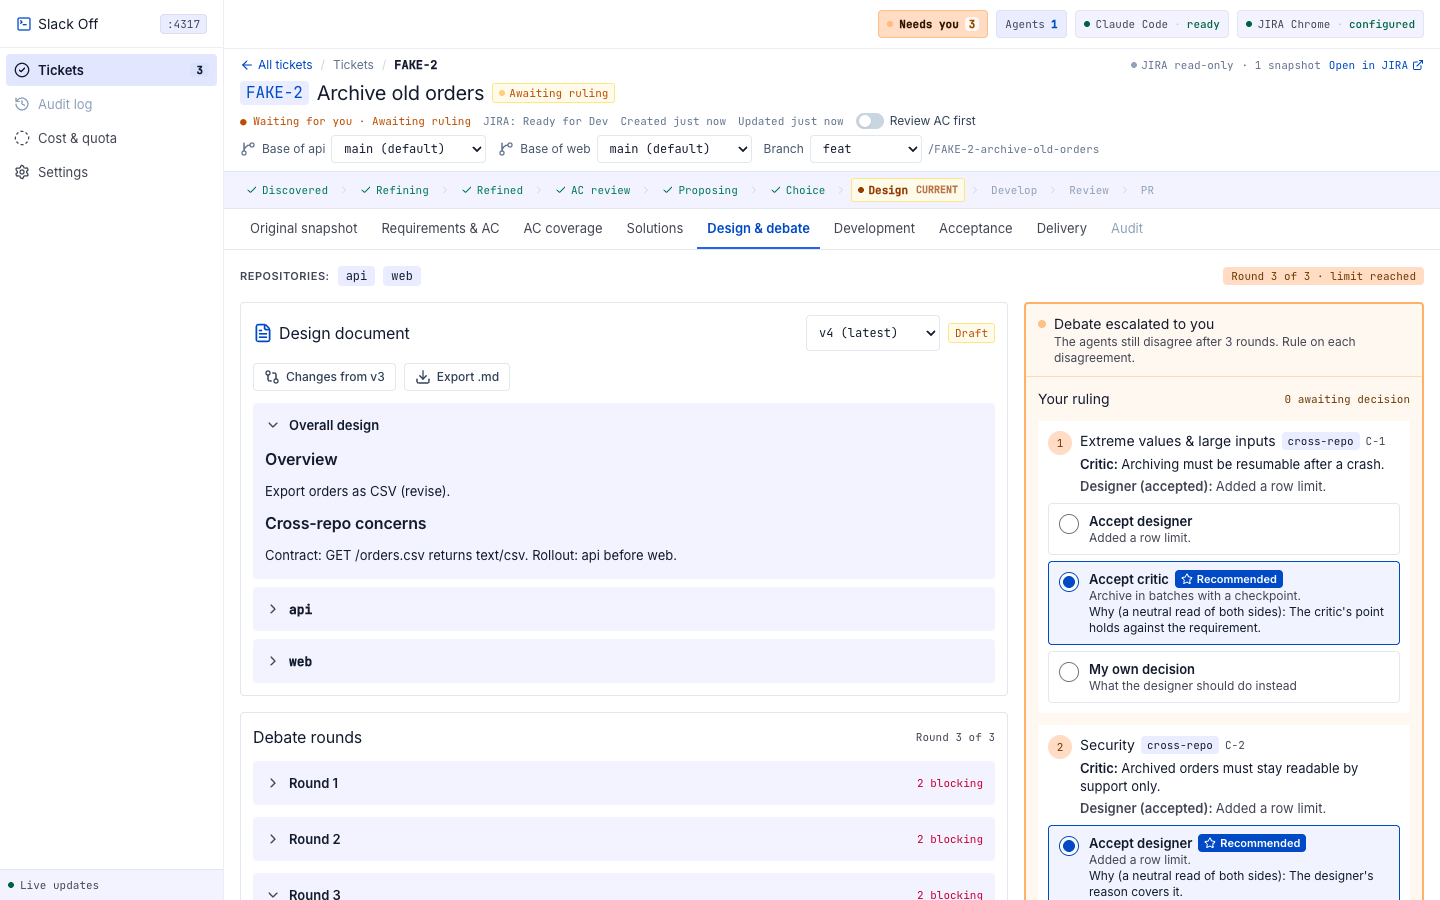 Slack Off
:4317
Tickets 3
Audit log
Cost & quota
Settings
Live updates
Needs you 3
Agents 1
Claude Code · ready
JIRA Chrome · configured
All tickets / Tickets / FAKE-2
JIRA read-only · 1 snapshot Open in JIRA
FAKE-2 Archive old orders Awaiting ruling
Waiting for you · Awaiting ruling JIRA: Ready for Dev Created just now Updated just now Review AC first
Base of api main (default) Base of web main (default) Branch feat /FAKE-2-archive-old-orders
Discovered Refining Refined AC review Proposing Choice Design CURRENT Develop Review PR
Original snapshot Requirements & AC AC coverage Solutions Design & debate Development Acceptance Delivery Audit
REPOSITORIES: api web
Round 3 of 3 · limit reached
Design document
v4 (latest) Draft
Changes from v3 Export .md
Overall design
Overview
Export orders as CSV (revise).
Cross-repo concerns
Contract: GET /orders.csv returns text/csv. Rollout: api before web.
api
web
Debate rounds Round 3 of 3
Round 1 2 blocking
Round 2 2 blocking
Round 3 2 blocking
Debate escalated to you
The agents still disagree after 3 rounds. Rule on each
disagreement.
Your ruling 0 awaiting decision
1 Extreme values & large inputs cross-repo C-1
Critic: Archiving must be resumable after a crash.
Designer (accepted): Added a row limit.
Accept designer
Added a row limit.
Accept critic Recommended
Archive in batches with a checkpoint.
Why (a neutral read of both sides): The critic's point
holds against the requirement.
My own decision
What the designer should do instead
2 Security cross-repo C-2
Critic: Archived orders must stay readable by
support only.
Designer (accepted): Added a row limit.
Accept designer Recommended
Added a row limit.
Why (a neutral read of both sides): The designer's
reason covers it.